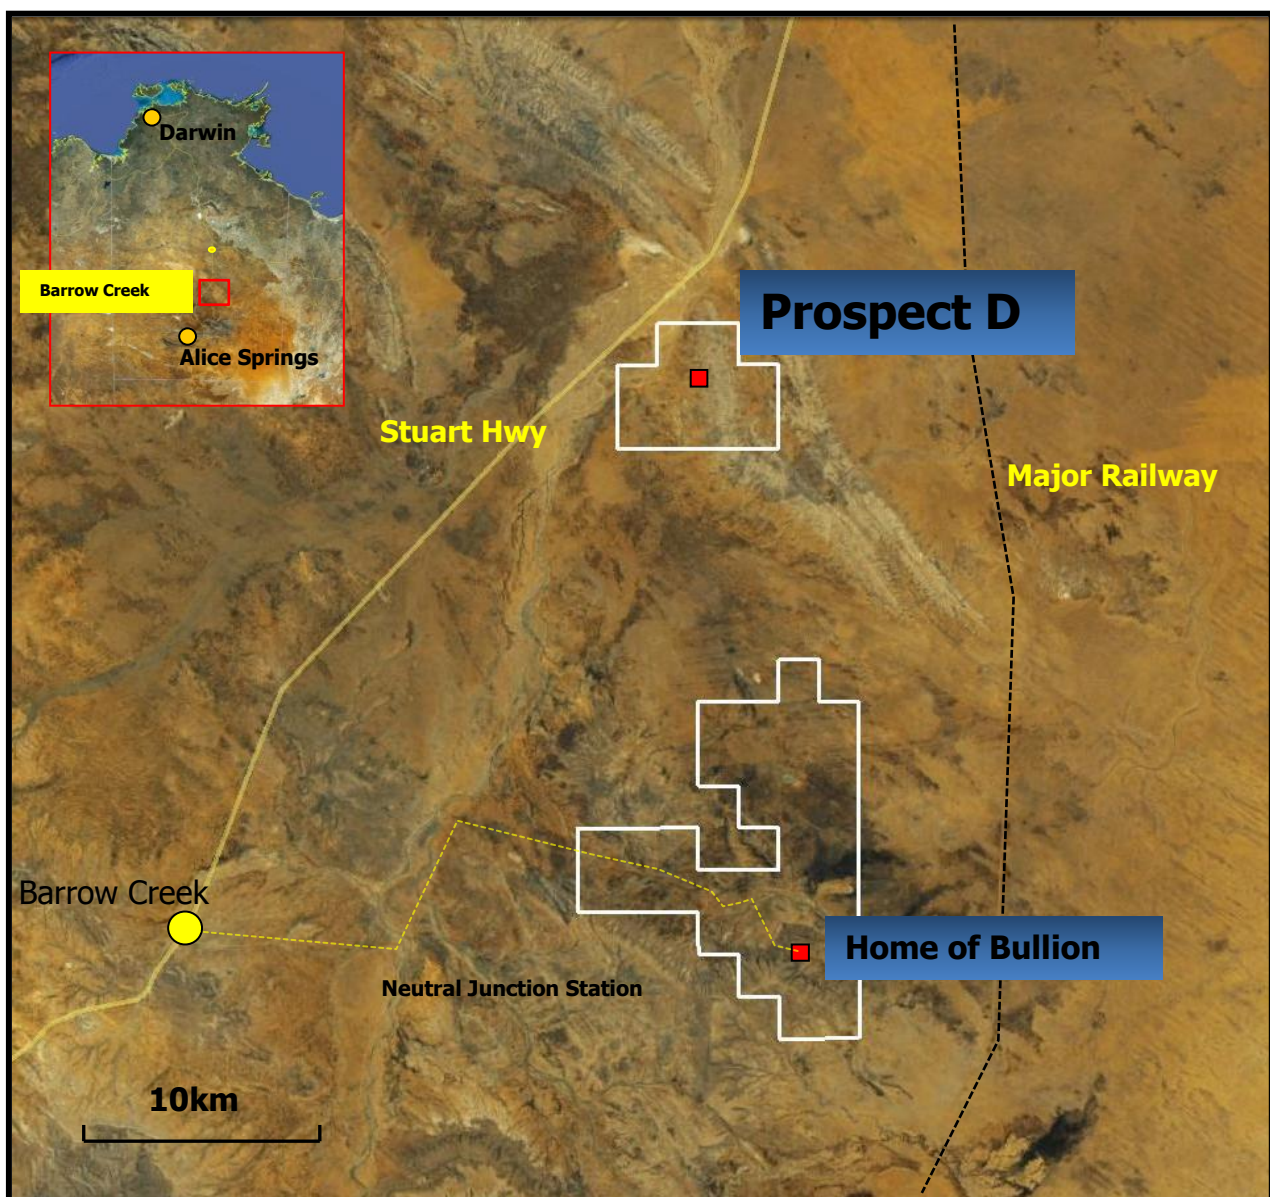 Darwin
Barrow Creek
Alice Springs
Prospect D
Stuart Hwy
Major Railway
Barrow Creek
Home of Bullion
Neutral Junction Station
10km